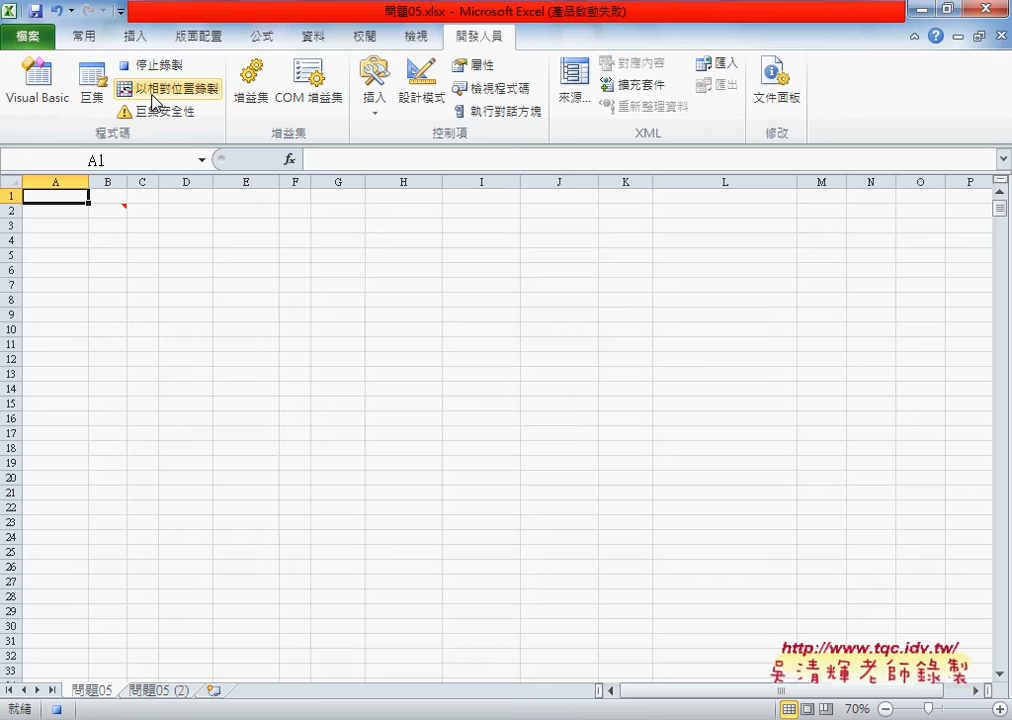 問題05.xlsx - Microsoft Excel (產品啟動失敗)
檔案 常用 插入 版面配置 公式 資料 校閱 檢視 開發人員
Visual Basic 巨集 停止錄製 以相對位置錄製 巨集安全性 程式碼
增益集 COM 增益集 增益集
插入 設計模式 屬性 檢視程式碼 執行對話方塊 控制項
來源... 對應內容 擴充套件 重新整理資料 匯入 匯出 XML
文件面板 修改
A1 fx
A B C D E F G H I J K L M N O P
1
2
3
4
5
6
7
8
9
10
11
12
13
14
15
16
17
18
19
20
21
22
23
24
25
26
27
28
29
30
31
32
33
http://www.tqc.idv.tw/
吳清輝老師錄製
問題05 問題05 (2)
就緒 70%